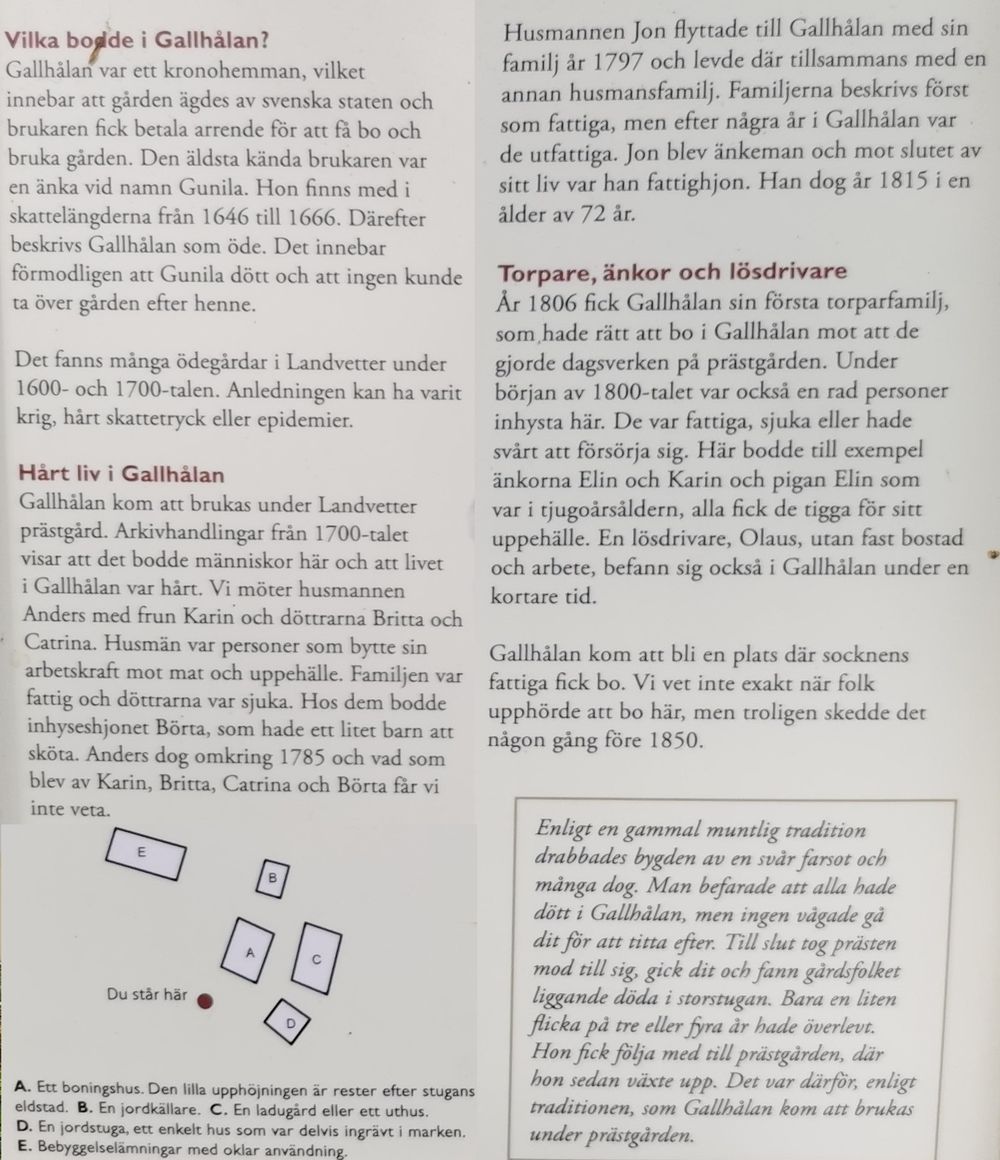 Vilka bodde i Gallhålan?
Gallhålan var ett kronohemman, vilket
innebar att gården ägdes av svenska staten och
brukaren fick betala arrende för att få bo och
bruka gården. Den äldsta kända brukaren var
en änka vid namn Gunila. Hon finns med i
skattelängderna från 1646 till 1666. Därefter
beskrivs Gallhålan som öde. Det innebar
förmodligen att Gunila dött och att ingen kunde
ta över gården efter henne.
Det fanns många ödegårdar i Landvetter under
1600- och 1700-talen. Anledningen kan ha varit
krig, hårt skattetryck eller epidemier.
Hårt liv i Gallhålan
Gallhålan kom att brukas under Landvetter
prästgård. Arkivhandlingar från 1700-talet
visar att det bodde människor här och att livet
i Gallhålan var hårt. Vi möter husmannen
Anders med frun Karin och döttrarna Britta och
Catrina. Husmän var personer som bytte sin
arbetskraft mot mat och uppehälle. Familjen var
fattig och döttrarna var sjuka. Hos dem bodde
inhyseshjonet Börta, som hade ett litet barn att
sköta. Anders dog omkring 1785 och vad som
blev av Karin, Britta, Catrina och Börta får vi
inte veta.
E
B
A
C
Du står här
D
A. Ett boningshus. Den lilla upphöjningen är rester efter stugans
eldstad. B. En jordkällare. C. En ladugård eller ett uthus.
D. En jordstuga, ett enkelt hus som var delvis ingrävt i marken.
E. Bebyggelselämningar med oklar användning.
Husmannen Jon flyttade till Gallhålan med sin
familj år 1797 och levde där tillsammans med en
annan husmansfamilj. Familjerna beskrivs först
som fattiga, men efter några år i Gallhålan var
de utfattiga. Jon blev änkeman och mot slutet av
sitt liv var han fattighjon. Han dog år 1815 i en
ålder av 72 år.
Torpare, änkor och lösdrivare
År 1806 fick Gallhålan sin första torparfamilj,
som hade rätt att bo i Gallhålan mot att de
gjorde dagsverken på prästgården. Under
början av 1800-talet var också en rad personer
inhysta här. De var fattiga, sjuka eller hade
svårt att försörja sig. Här bodde till exempel
änkorna Elin och Karin och pigan Elin som
var i tjugoårsåldern, alla fick de tigga för sitt
uppehälle. En lösdrivare, Olaus, utan fast bostad
och arbete, befann sig också i Gallhålan under en
kortare tid.
Gallhålan kom att bli en plats där socknens
fattiga fick bo. Vi vet inte exakt när folk
upphörde att bo här, men troligen skedde det
någon gång före 1850.
Enligt en gammal muntlig tradition
drabbades bygden av en svår farsot och
många dog. Man befarade att alla hade
dött i Gallhålan, men ingen vågade gå
dit för att titta efter. Till slut tog prästen
mod till sig, gick dit och fann gårdsfolket
liggande döda i storstugan. Bara en liten
flicka på tre eller fyra år hade överlevt.
Hon fick följa med till prästgården, där
hon sedan växte upp. Det var därför, enligt
traditionen, som Gallhålan kom att brukas
under prästgården.